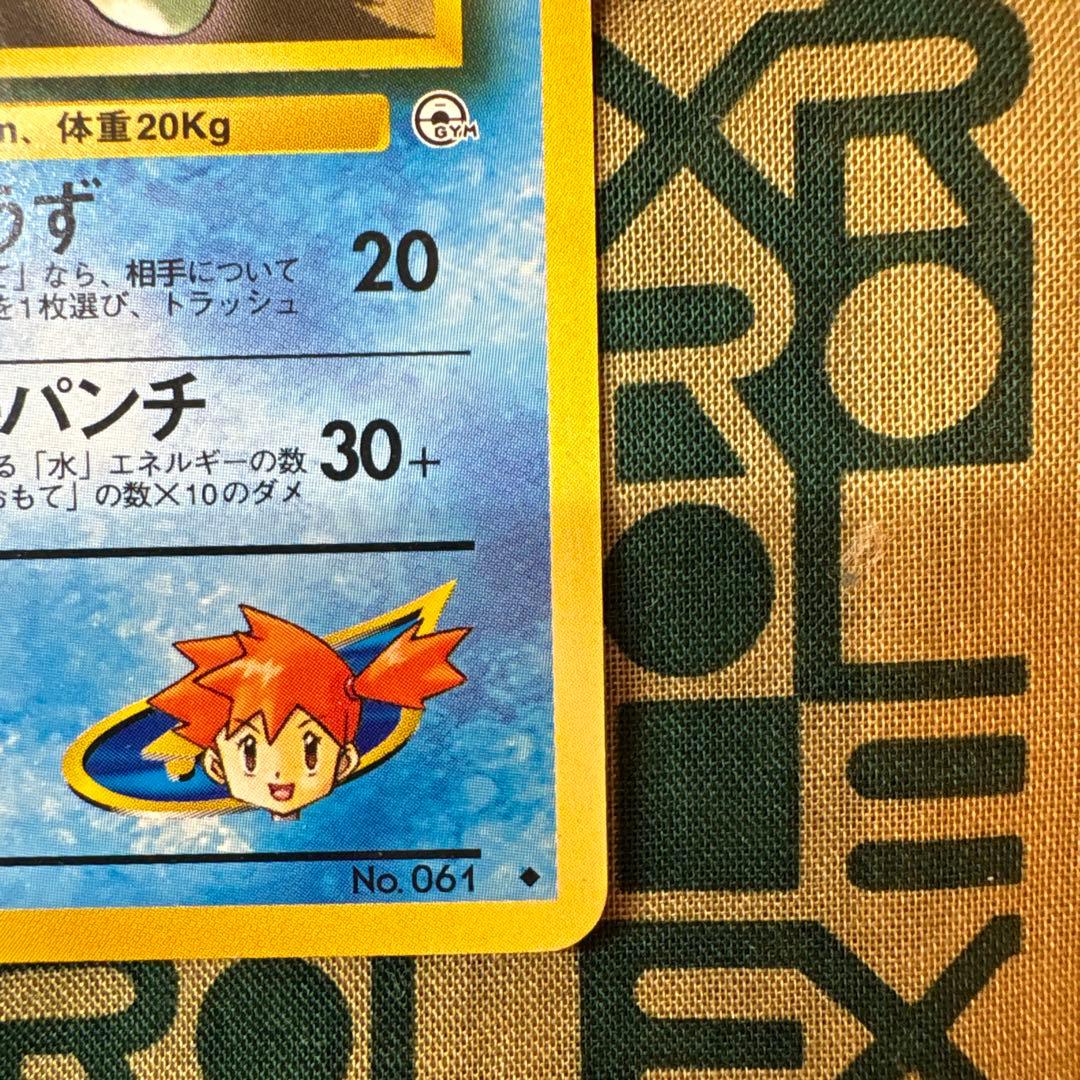 m、体重20Kg
GYM
うず
20
て」なら、相手について
を1枚選び、トラッシュ
パンチ
30+
る「水」エネルギーの数
おもて」の数×10のダメ
No. 061